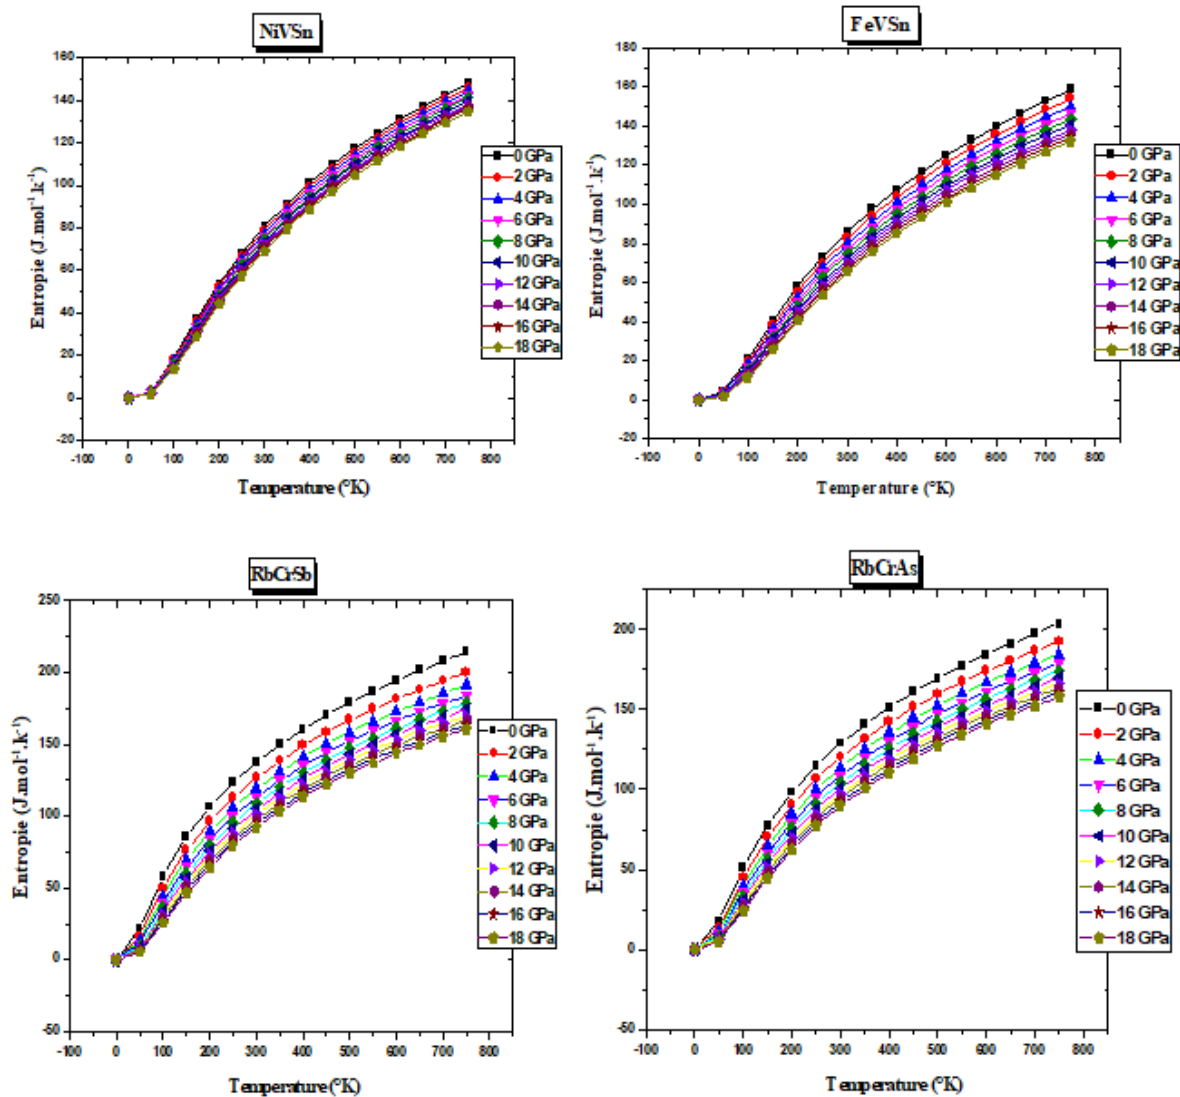 NiVSn
160
140
120
100
80
60
40
20
0
-20
-100 0 100 200 300 400 500 600 700 800
Entropie (J.mol⁻¹.k⁻¹)
Temperature (°K)
0 GPa
2 GPa
4 GPa
6 GPa
8 GPa
10 GPa
12 GPa
14 GPa
16 GPa
18 GPa
FeVSn
180
160
140
120
100
80
60
40
20
0
-20
-100 0 100 200 300 400 500 600 700 800
Entropie (J.mol⁻¹.k⁻¹)
Temperature (°K)
0 GPa
2 GPa
4 GPa
6 GPa
8 GPa
10 GPa
12 GPa
14 GPa
16 GPa
18 GPa
RbCrSb
250
200
150
100
50
0
-50
-100 0 100 200 300 400 500 600 700 800
Entropie (J.mol⁻¹.k⁻¹)
Temperature (°K)
0 GPa
2 GPa
4 GPa
6 GPa
8 GPa
10 GPa
12 GPa
14 GPa
16 GPa
18 GPa
RbCrAs
200
150
100
50
0
-50
-100 0 100 200 300 400 500 600 700 800
Entropie (J.mol⁻¹.k⁻¹)
Temperature (°K)
0 GPa
2 GPa
4 GPa
6 GPa
8 GPa
10 GPa
12 GPa
14 GPa
16 GPa
18 GPa